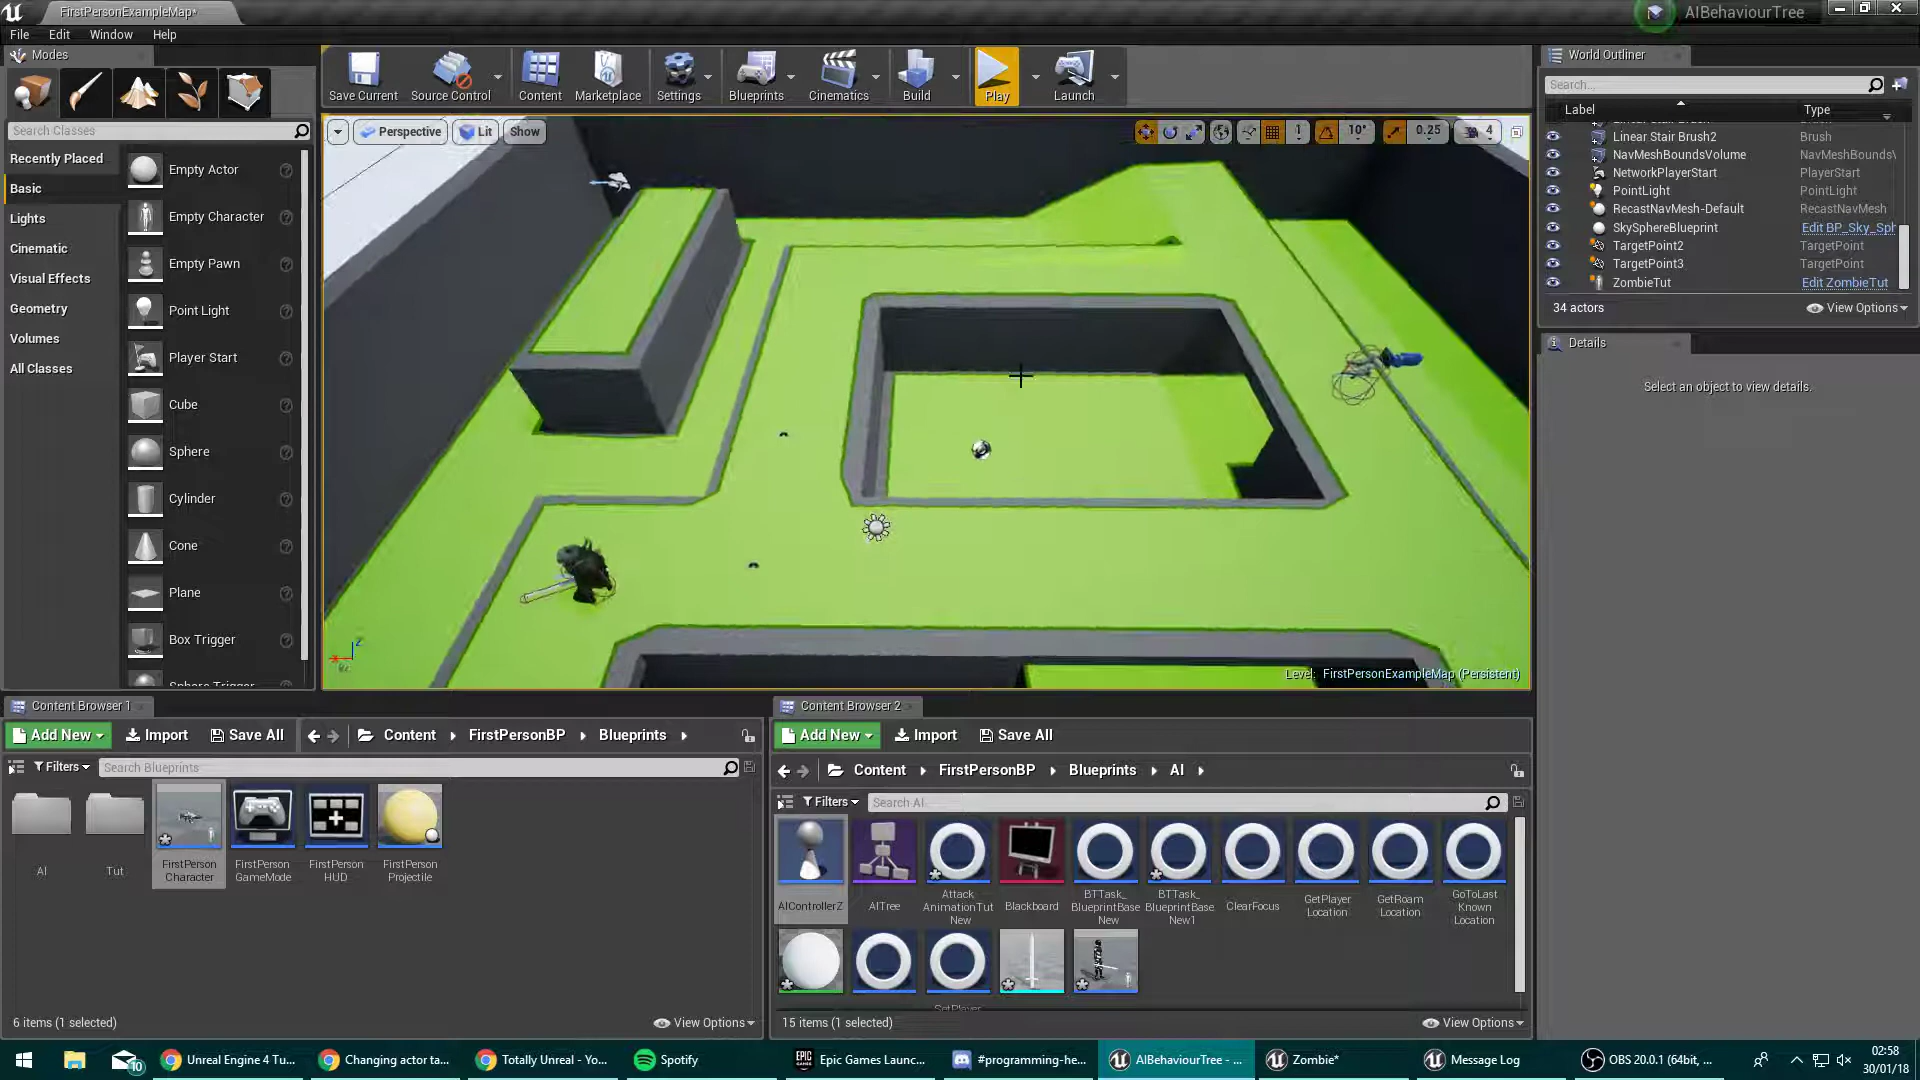 FirstPersonExampleMap*
AIBehaviourTree
File Edit Window Help
Modes
Search Classes
Recently Placed
Basic
Lights
Cinematic
Visual Effects
Geometry
Volumes
All Classes
Empty Actor
Empty Character
Empty Pawn
Point Light
Player Start
Cube
Sphere
Cylinder
Cone
Plane
Box Trigger
Sphere Trigger
Save Current
Source Control
Content
Marketplace
Settings
Blueprints
Cinematics
Build
Play
Launch
Perspective
Lit
Show
1
10°
0.25
4
Level: FirstPersonExampleMap (Persistent)
World Outliner
Search...
Label Type
Linear Stair Brush2 Brush
NavMeshBoundsVolume NavMeshBoundsV
NetworkPlayerStart PlayerStart
PointLight PointLight
RecastNavMesh-Default RecastNavMesh
SkySphereBlueprint Edit BP_Sky_Sph
TargetPoint2 TargetPoint
TargetPoint3 TargetPoint
ZombieTut Edit ZombieTut
34 actors
View Options
Details
Select an object to view details.
Content Browser 1
Add New Import Save All
Content FirstPersonBP Blueprints
Filters
Search Blueprints
AI
Tut
FirstPerson
Character
FirstPerson
GameMode
FirstPerson
HUD
FirstPerson
Projectile
6 items (1 selected)
View Options
Content Browser 2
Add New Import Save All
Content FirstPersonBP Blueprints AI
Filters
Search AI
AIControllerZ
AITree
Attack
AnimationTut
New
Blackboard
BTTask_
BlueprintBase
New
BTTask_
BlueprintBase
New1
ClearFocus
GetPlayer
Location
GetRoam
Location
GoToLast
Known
Location
15 items (1 selected)
View Options
10
Unreal Engine 4 Tu...
Changing actor ta...
Totally Unreal - Yo...
Spotify
EPIC
GAMES
Epic Games Launc...
#programming-he...
AIBehaviourTree - ...
Zombie*
Message Log
OBS 20.0.1 (64bit, ...
02:58
30/01/18